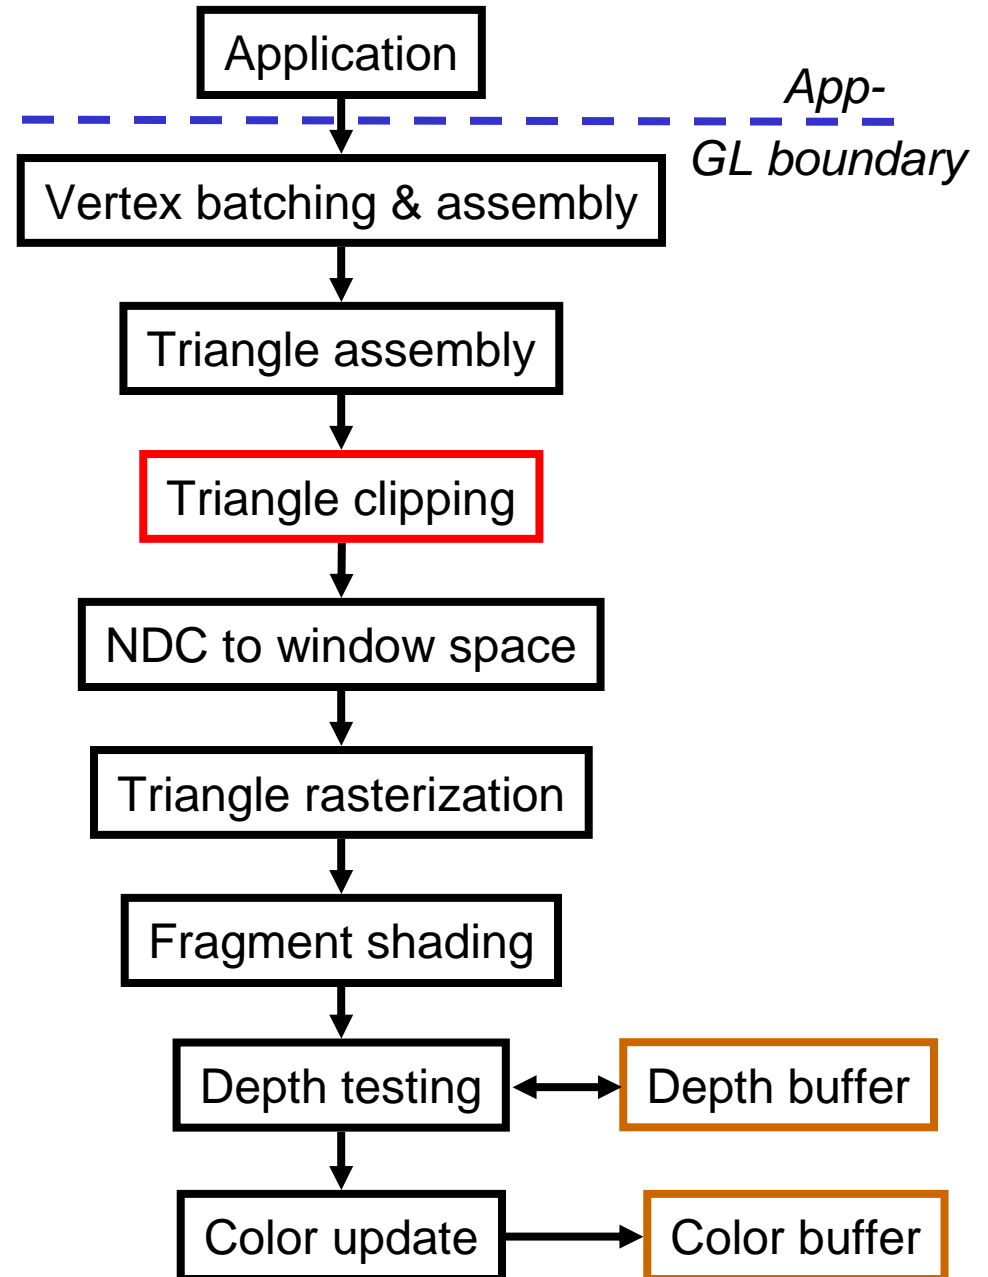 Application
App-
GL boundary
Vertex batching & assembly
Triangle assembly
Triangle clipping
NDC to window space
Triangle rasterization
Fragment shading
Depth testing
Depth buffer
Color update
Color buffer